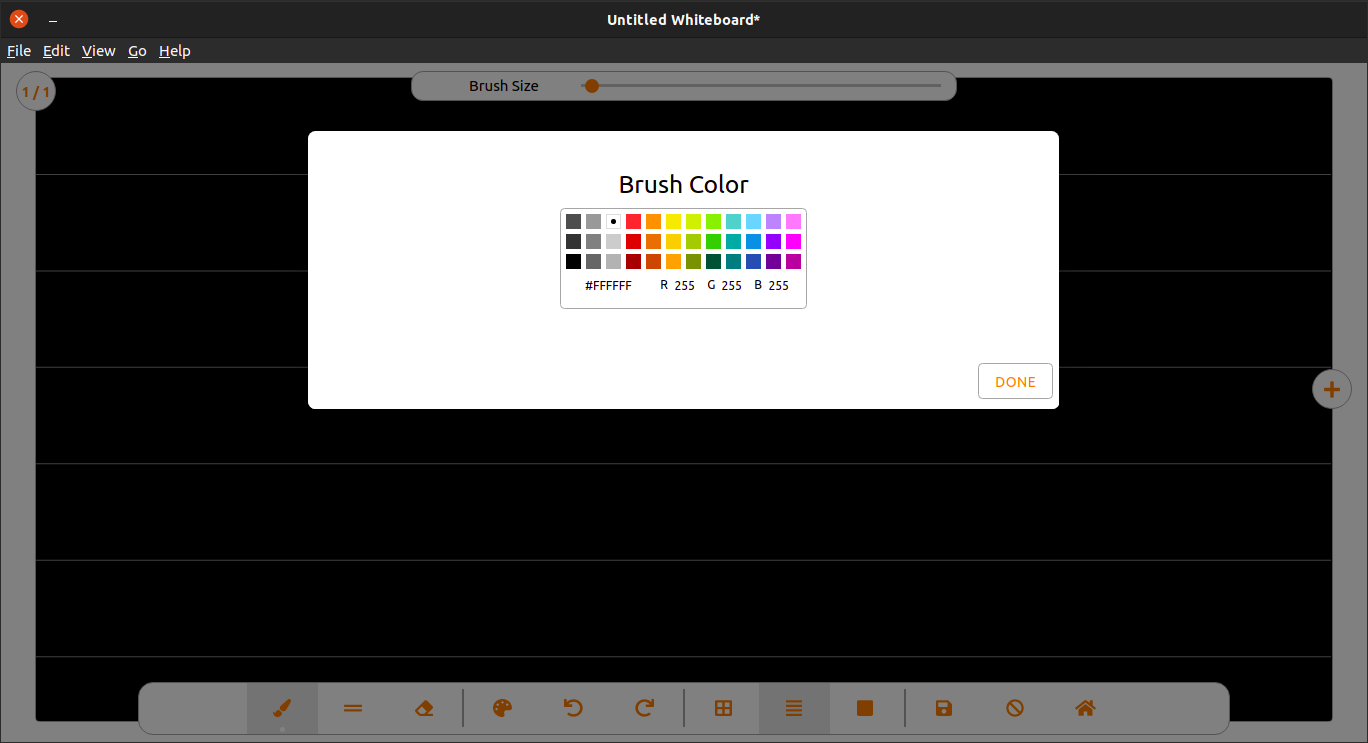 Untitled Whiteboard*
File Edit View Go Help
1 / 1
Brush Size
Brush Color
#FFFFFF R 255 G 255 B 255
DONE